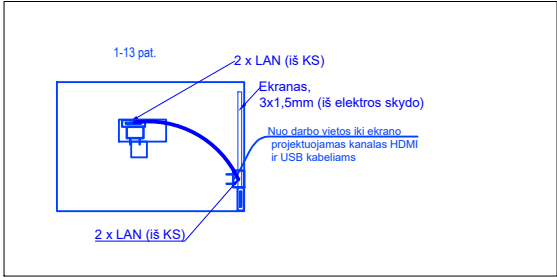 1-13 pat.
2 x LAN (iš KS)
Ekranas,
3x1,5mm (iš elektros skydo)
Nuo darbo vietos iki ekrano
projektuojamas kanalas HDMI
ir USB kabeliams
2 x LAN (iš KS)